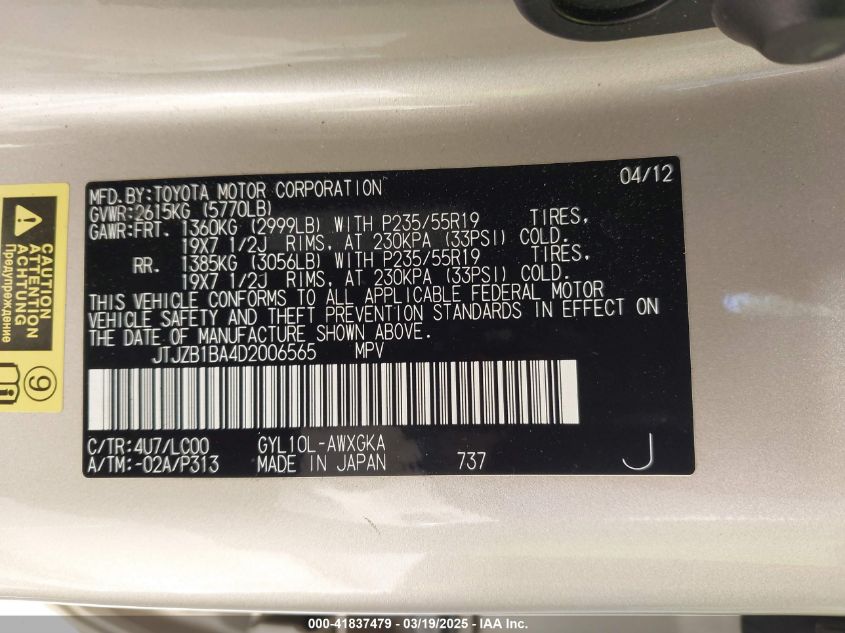 CAUTION
ATTENTION
ACHTUNG
Предупреждение
9
MFD.BY:TOYOTA MOTOR CORPORATION 04/12
GVWR:2615KG (5770LB)
GAWR:FRT. 1360KG (2999LB) WITH P235/55R19 TIRES,
19X7 1/2J RIMS, AT 230KPA (33PSI) COLD.
RR. 1385KG (3056LB) WITH P235/55R19 TIRES,
19X7 1/2J RIMS, AT 230KPA (33PSI) COLD.
THIS VEHICLE CONFORMS TO ALL APPLICABLE FEDERAL MOTOR
VEHICLE SAFETY AND THEFT PREVENTION STANDARDS IN EFFECT ON
THE DATE OF MANUFACTURE SHOWN ABOVE.
JTJZB1BA4D2006565 MPV
C/TR:4U7/LC00 GYL10L-AWXGKA
A/TM:-02A/P313 MADE IN JAPAN 737 J
000-41837479 - 03/19/2025 - IAA Inc.